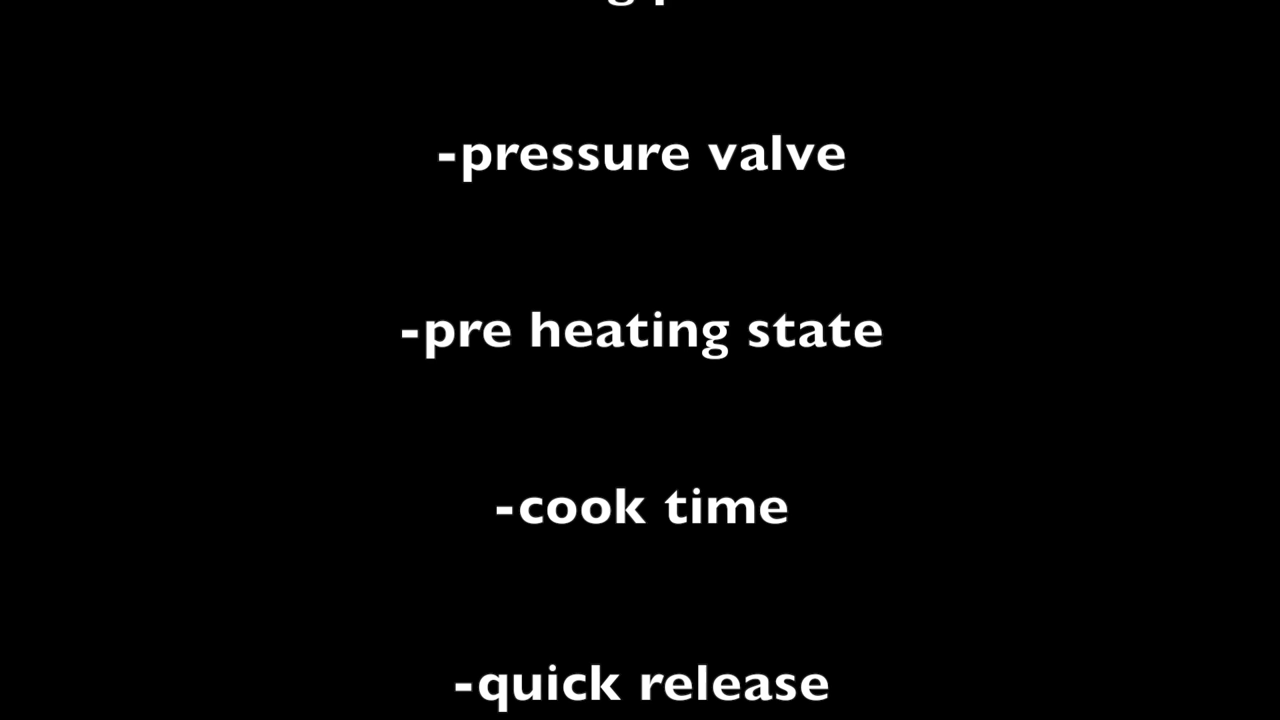 -pressure valve
-pre heating state
-cook time
-quick release